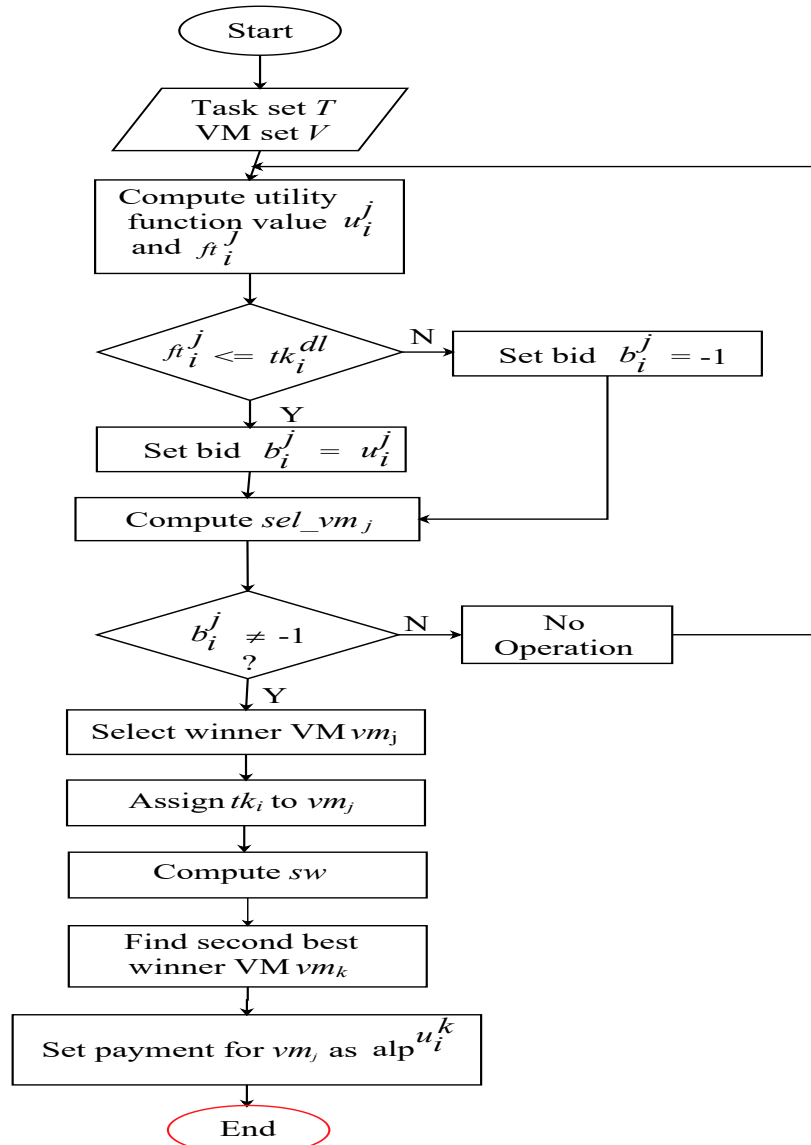 Start
Task set T
VM set V
Compute utility
function value u_i^j
and ft_i^j
ft_i^j <= tk_i^dl
N
Set bid b_i^j = -1
Y
Set bid b_i^j = u_i^j
Compute sel_vm_j
b_i^j ≠ -1
?
N
No
Operation
Y
Select winner VM vm_j
Assign tk_i to vm_j
Compute sw
Find second best
winner VM vm_k
Set payment for vm_j as alp u_i^k
End